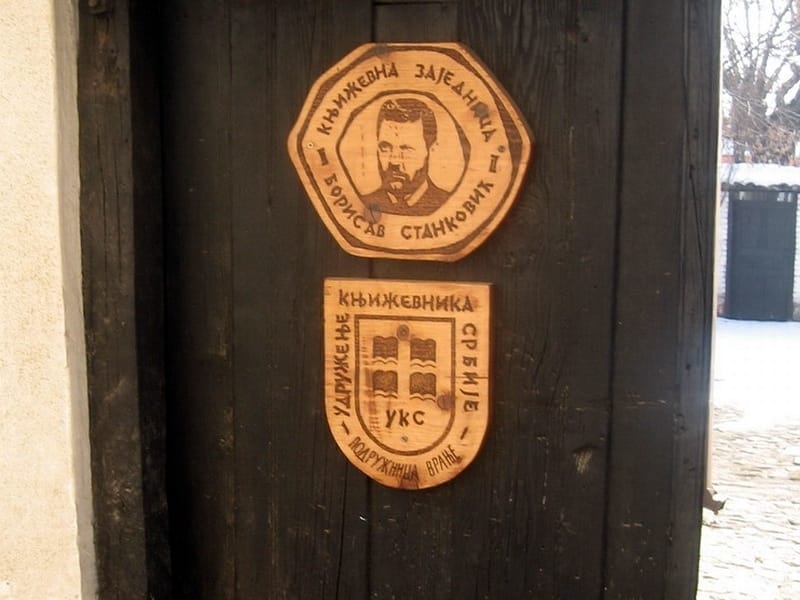 КЊИЖЕВНА ЗАЈЕДНИЦА
БОРИСАВ СТАНКОВИЋ
УДРУЖЕЊЕ КЊИЖЕВНИКА СРБИЈЕ
УКС
ПОДРУЖНИЦА ВРАЊЕ